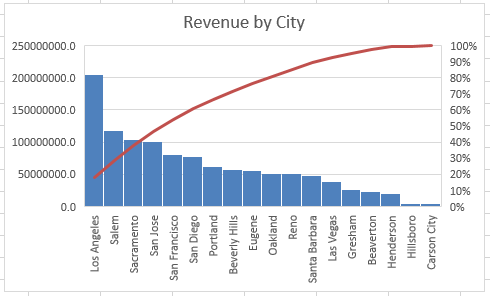 Revenue by City
250000000.0
200000000.0
150000000.0
100000000.0
50000000.0
0.0
100%
90%
80%
70%
60%
50%
40%
30%
20%
10%
0%
Los Angeles
Salem
Sacramento
San Jose
San Francisco
San Diego
Portland
Beverly Hills
Eugene
Oakland
Reno
Santa Barbara
Las Vegas
Gresham
Beaverton
Henderson
Hillsboro
Carson City